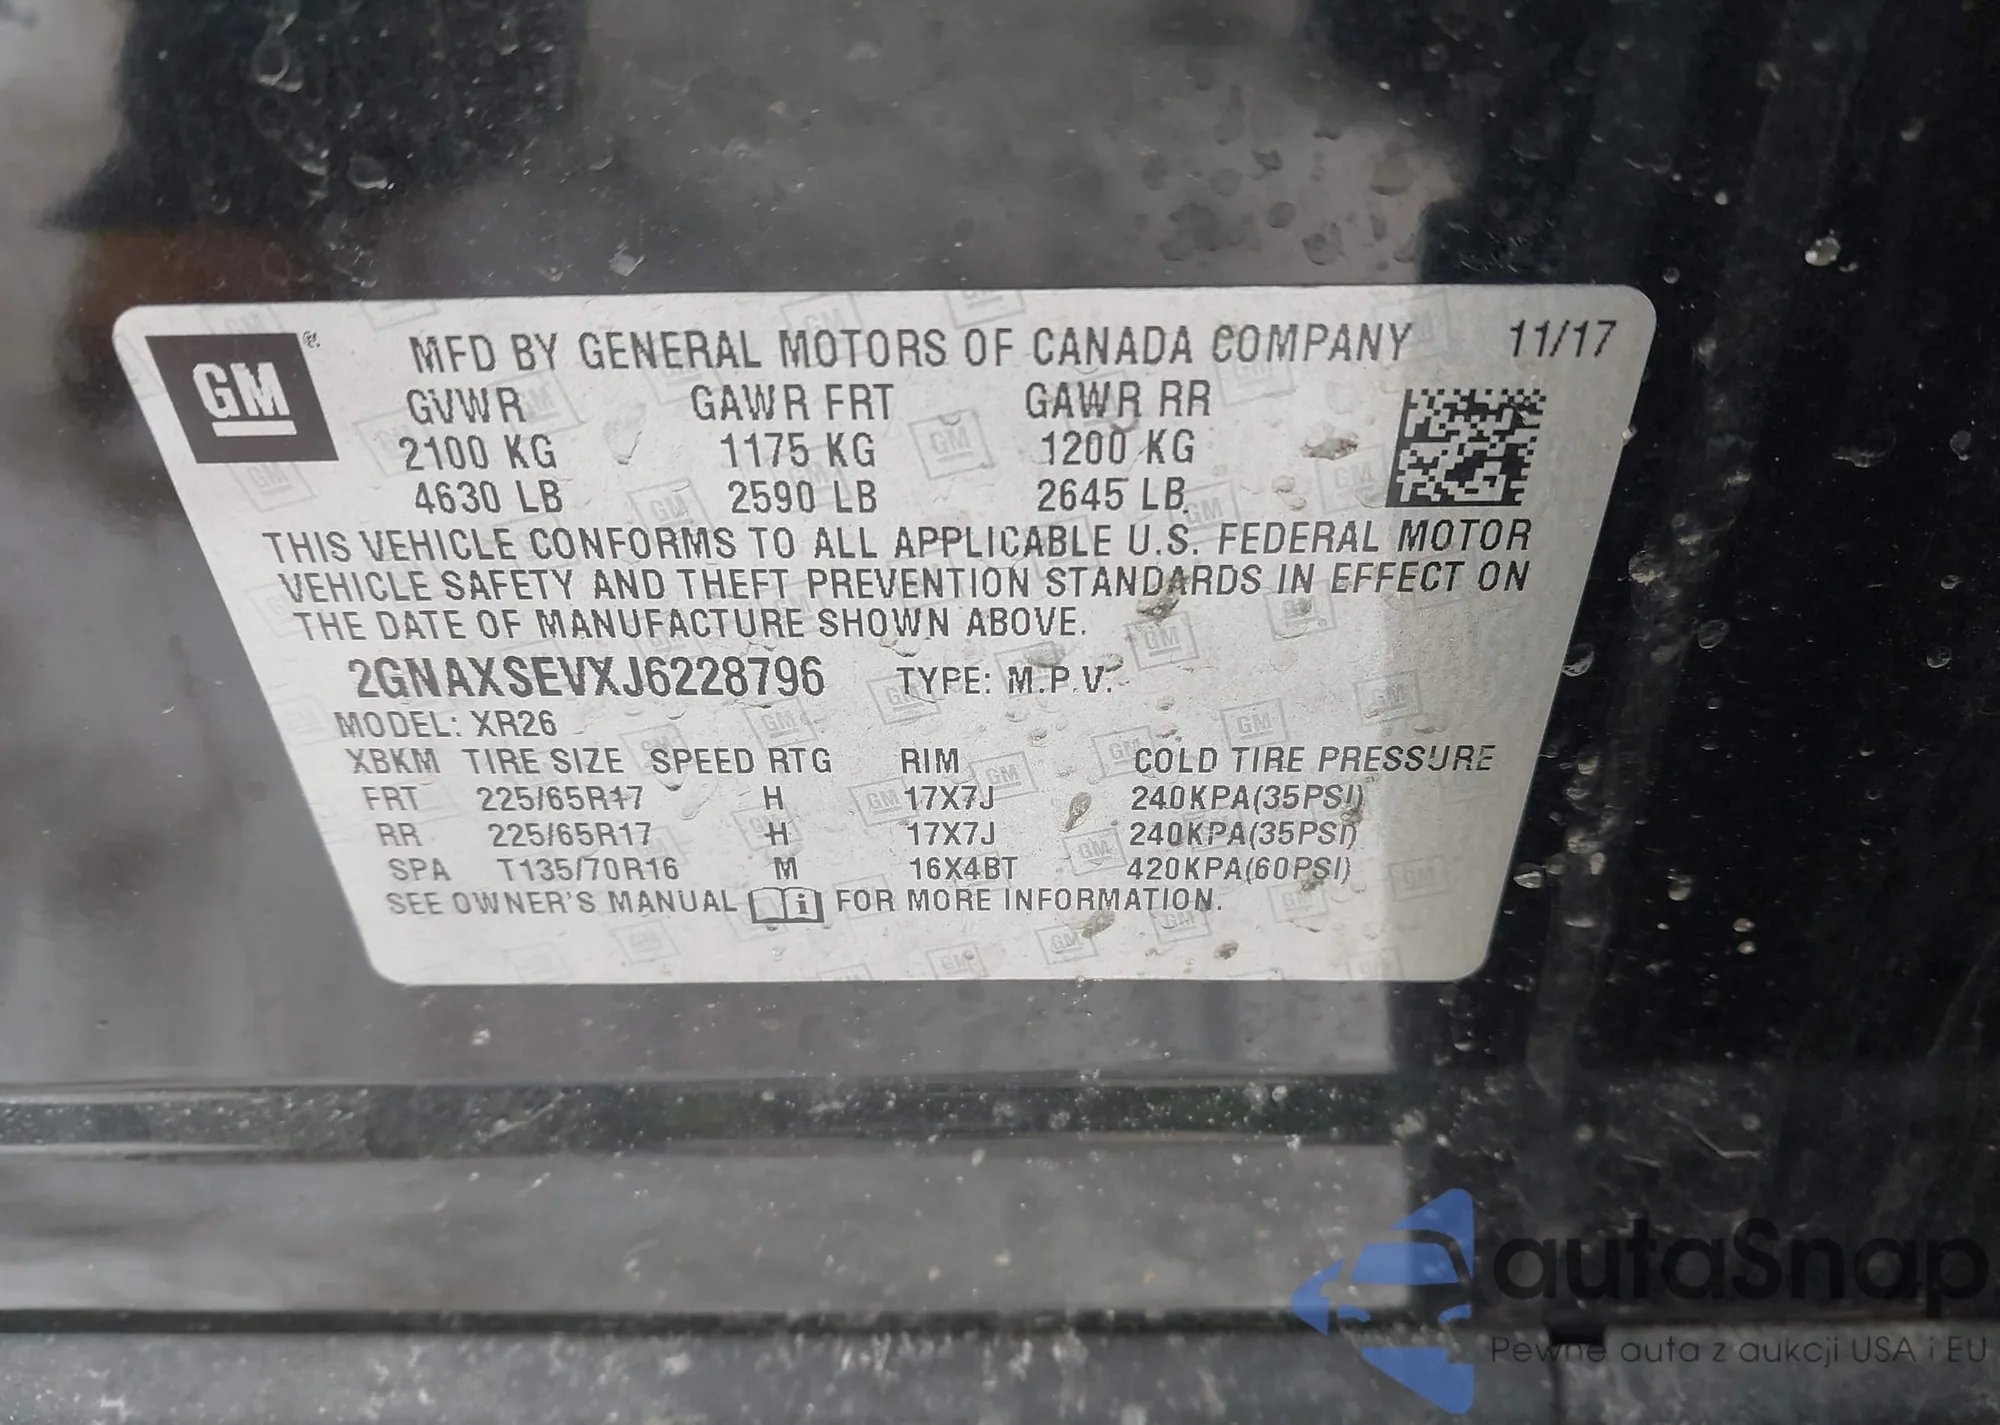 GM ® MFD BY GENERAL MOTORS OF CANADA COMPANY 11/17
GVWR GAWR FRT GAWR RR
2100 KG 1175 KG 1200 KG
4630 LB 2590 LB 2645 LB
THIS VEHICLE CONFORMS TO ALL APPLICABLE U.S. FEDERAL MOTOR
VEHICLE SAFETY AND THEFT PREVENTION STANDARDS IN EFFECT ON
THE DATE OF MANUFACTURE SHOWN ABOVE.
2GNAXSEVXJ6228796 TYPE: M.P.V.
MODEL: XR26
XBKM TIRE SIZE SPEED RTG RIM COLD TIRE PRESSURE
FRT 225/65R17 H 17X7J 240KPA(35PSI)
RR 225/65R17 H 17X7J 240KPA(35PSI)
SPA T135/70R16 M 16X4BT 420KPA(60PSI)
SEE OWNER'S MANUAL i FOR MORE INFORMATION.
autaSnap
Pewne auta z aukcji USA i EU